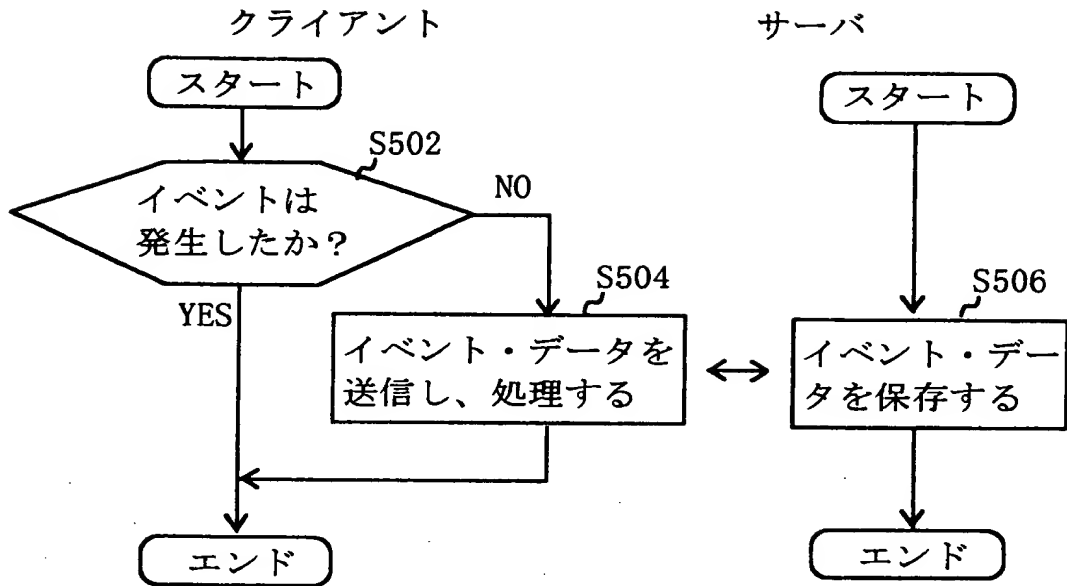 クライアント
サーバ
スタート
スタート
S502
イベントは
発生したか？
NO
YES
S504
イベント・データを
送信し、処理する
S506
イベント・デー
タを保存する
エンド
エンド